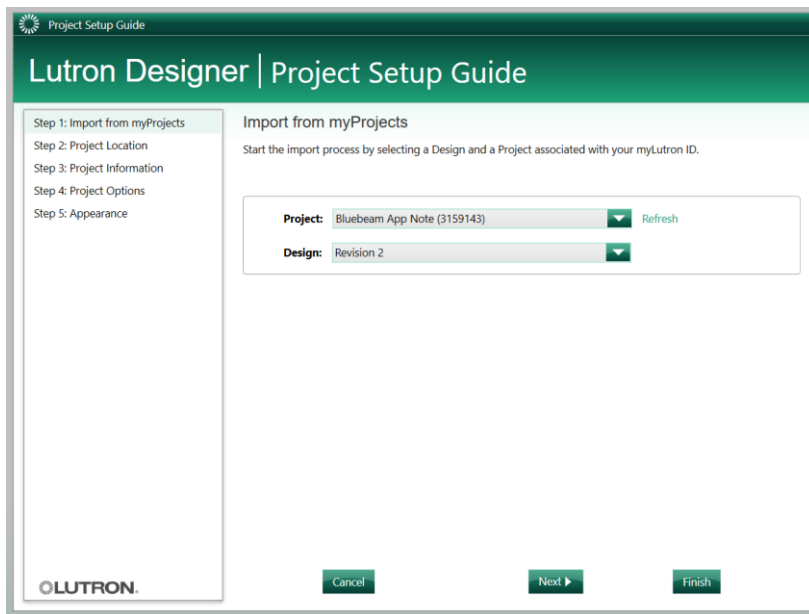 Project Setup Guide
Lutron Designer | Project Setup Guide
Step 1: Import from myProjects
Step 2: Project Location
Step 3: Project Information
Step 4: Project Options
Step 5: Appearance
LUTRON.
Import from myProjects
Start the import process by selecting a Design and a Project associated with your myLutron ID.
Project: Bluebeam App Note (3159143) Refresh
Design: Revision 2
Cancel Next Finish